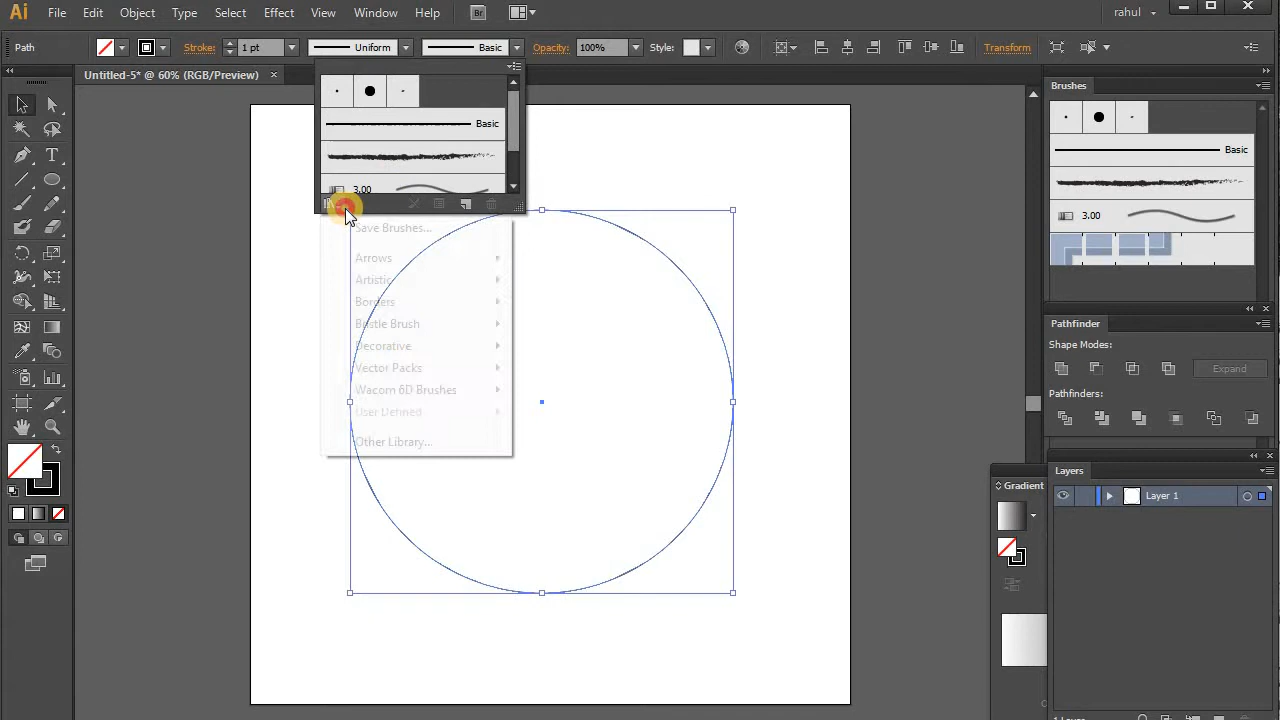 Ai File Edit Object Type Select Effect View Window Help Br rahul
Path Stroke: 1 pt Uniform Basic Opacity: 100% Style: Transform
Untitled-5* @ 60% (RGB/Preview)
Basic
3.00
Save Brushes...
Arrows
Artistic
Borders
Bristle Brush
Decorative
Vector Packs
Wacom 6D Brushes
User Defined
Other Library...
Brushes
Basic
3.00
Pathfinder
Shape Modes:
Expand
Pathfinders:
Layers
Layer 1
Gradient
1 Layer